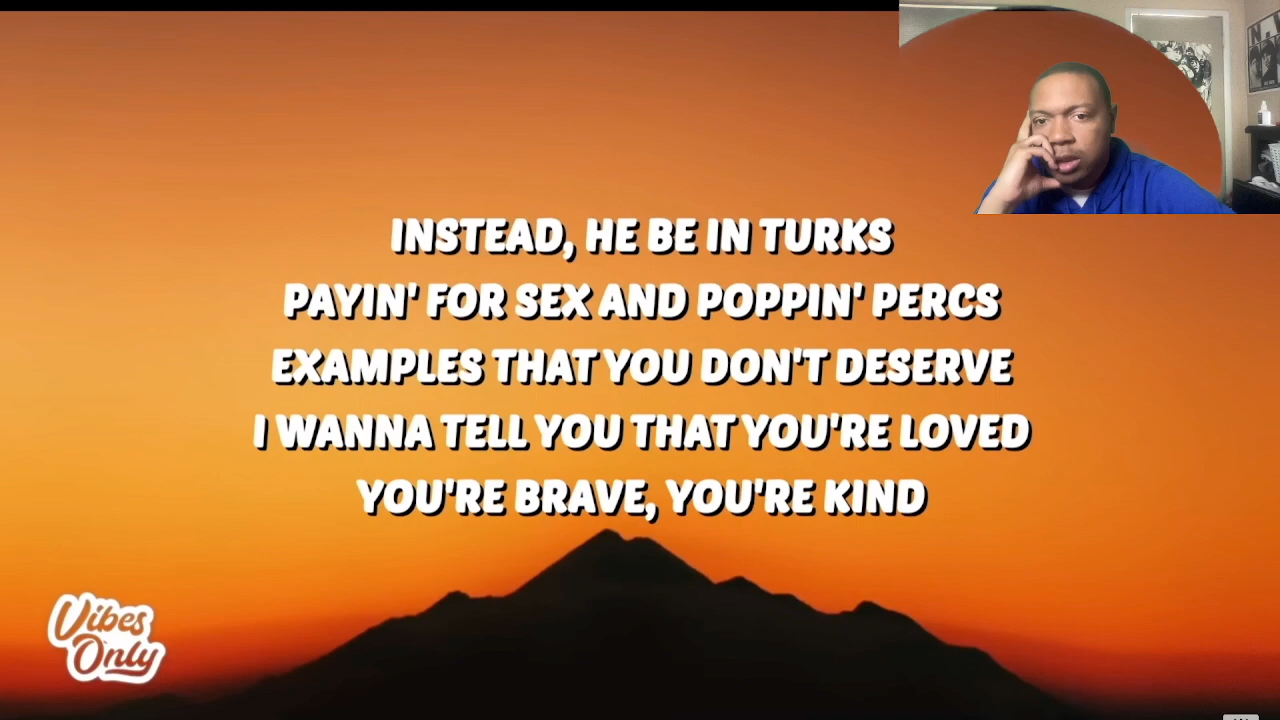 INSTEAD, HE BE IN TURKS
PAYIN' FOR SEX AND POPPIN' PERCS
EXAMPLES THAT YOU DON'T DESERVE
I WANNA TELL YOU THAT YOU'RE LOVED
YOU'RE BRAVE, YOU'RE KIND
Vibes
Only